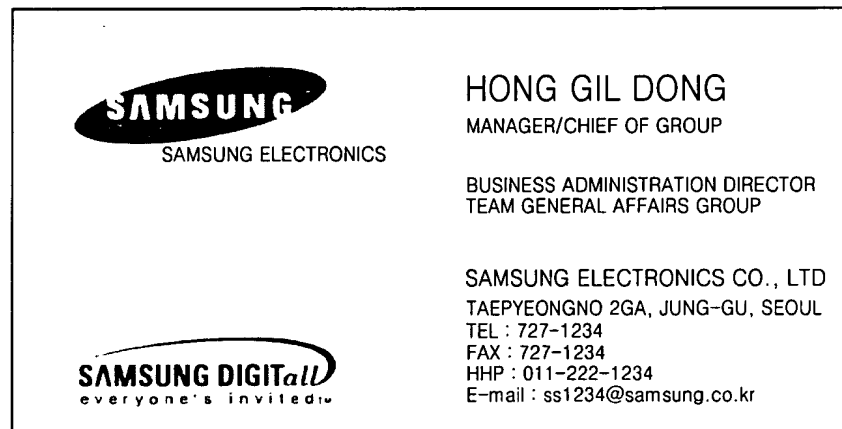 SAMSUNG
SAMSUNG ELECTRONICS
HONG GIL DONG
MANAGER/CHIEF OF GROUP
BUSINESS ADMINISTRATION DIRECTOR
TEAM GENERAL AFFAIRS GROUP
SAMSUNG ELECTRONICS CO., LTD
TAEPYEONGNO 2GA, JUNG-GU, SEOUL
TEL : 727-1234
FAX : 727-1234
HHP : 011-222-1234
E-mail : ss1234@samsung.co.kr
SAMSUNG DIGITall
everyone's invited™